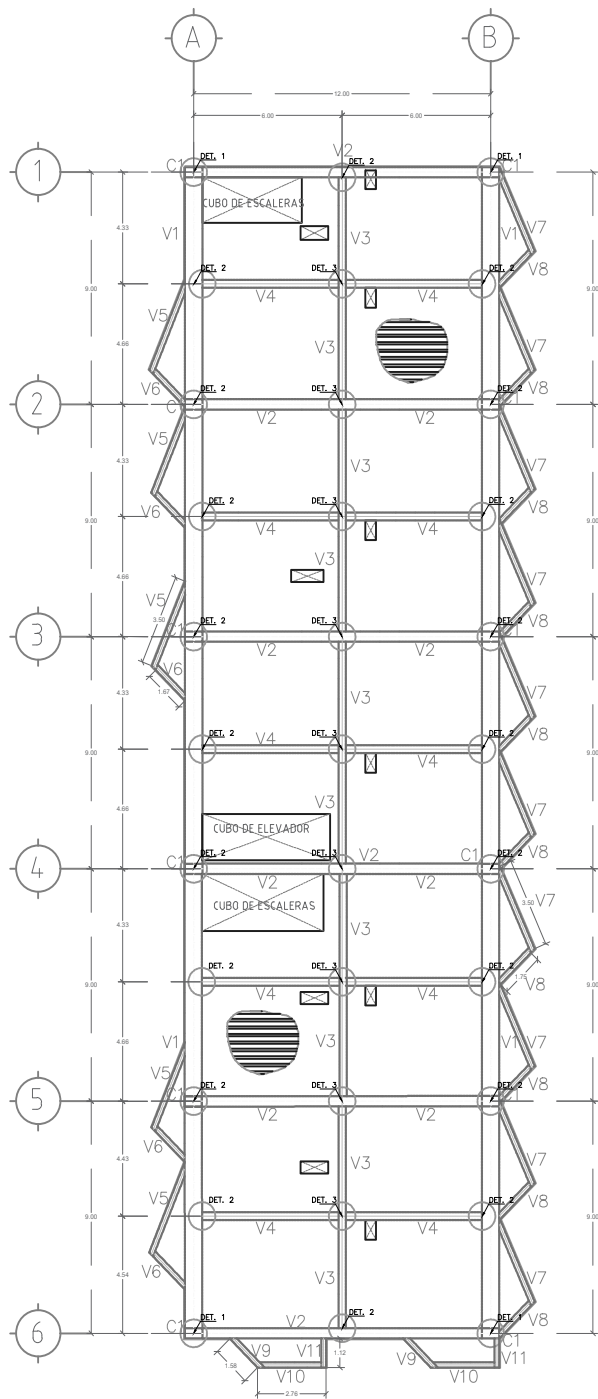 A B
12.00
6.00 6.00
DET. 1 V2 DET. 2 DET. 1
1 C1
CUBO DE ESCALERAS
4.33 V1 V3 V1 V7
9.00 9.00
V8
DET. 2 DET. 3 DET. 2
V4 V4
V5 V3
4.66 V7
V6 V8
DET. 2 DET. 3 DET. 2
2 C V2 V2
V5 V3
4.33 V7
V6 V8
DET. 2 DET. 3 DET. 2
V4 V4
9.00 9.00
V3
4.66 V5 V7
3.50
V8
DET. 2 DET. 3 DET. 2
3 C1 V2 V2
V6
1.67
4.33 V3 V7
V8
DET. 2 DET. 3 DET. 2
V4 V4
9.00 9.00
4.66 V3 V7
CUBO DE ELEVADOR
V8
DET. 2 DET. 3 DET. 2
4 C1 V2 V2 V2 C1
CUBO DE ESCALERAS
4.33 V3 3.50 V7
1.75
V8
DET. 2 DET. 3 DET. 2
V4 V4
9.00 9.00
V1 V3 V1 V7
4.66 V5
V8
DET. 2 DET. 3 DET. 2
5 C1 V2 V2
V6 V3 V7
4.43
V8
DET. 2 DET. 3 DET. 2
V5 V4 V4
9.00 9.00
4.54 V6 V3 V7
V8
DET. 1 V2 DET. 2 DET. 1
6 C1 C1
V9 V11 1.12 V9 V11
1.58 V10 V10
2.76